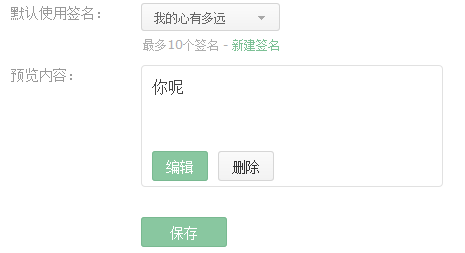 默认使用签名：
我的心有多远
最多10个签名 - 新建签名
预览内容：
你呢
编辑
删除
保存